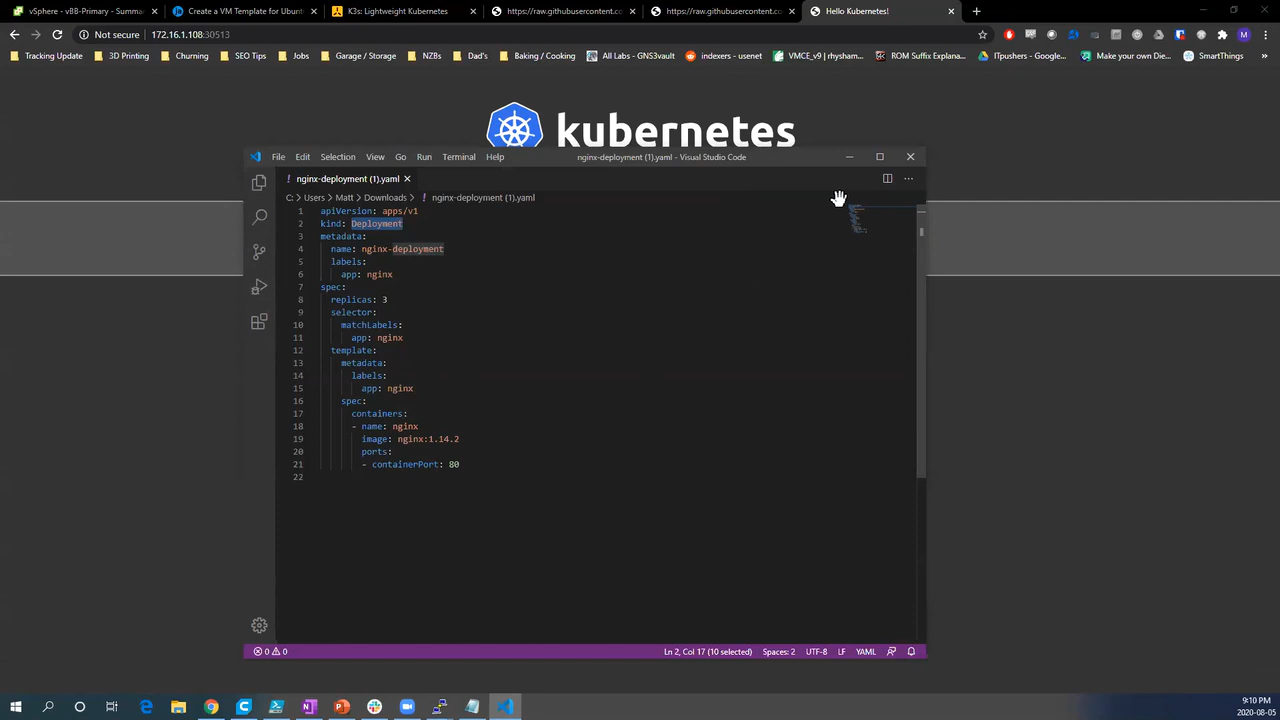 vSphere - vBB-Primary - Summa
Create a VM Template for Ubunt
K3s: Lightweight Kubernetes
https://raw.githubusercontent.co
https://raw.githubusercontent.co
Hello Kubernetes!
Not secure
172.16.1.108:30513
M
Tracking Update
3D Printing
Churning
SEO Tips
Jobs
Garage / Storage
NZBs
Dad's
Baking / Cooking
All Labs - GNS3vault
indexers - usenet
VMCE_v9 | rhysham...
ROM Suffix Explana...
ITpushers - Google...
Make your own Die...
SmartThings
kubernetes
File Edit Selection View Go Run Terminal Help
nginx-deployment (1).yaml - Visual Studio Code
nginx-deployment (1).yaml
C: > Users > Matt > Downloads > ! nginx-deployment (1).yaml
1 apiVersion: apps/v1
2 kind: Deployment
3 metadata:
4 name: nginx-deployment
5 labels:
6 app: nginx
7 spec:
8 replicas: 3
9 selector:
10 matchLabels:
11 app: nginx
12 template:
13 metadata:
14 labels:
15 app: nginx
16 spec:
17 containers:
18 - name: nginx
19 image: nginx:1.14.2
20 ports:
21 - containerPort: 80
22
0 0
Ln 2, Col 17 (10 selected)
Spaces: 2
UTF-8
LF
YAML
9:10 PM
2020-08-05